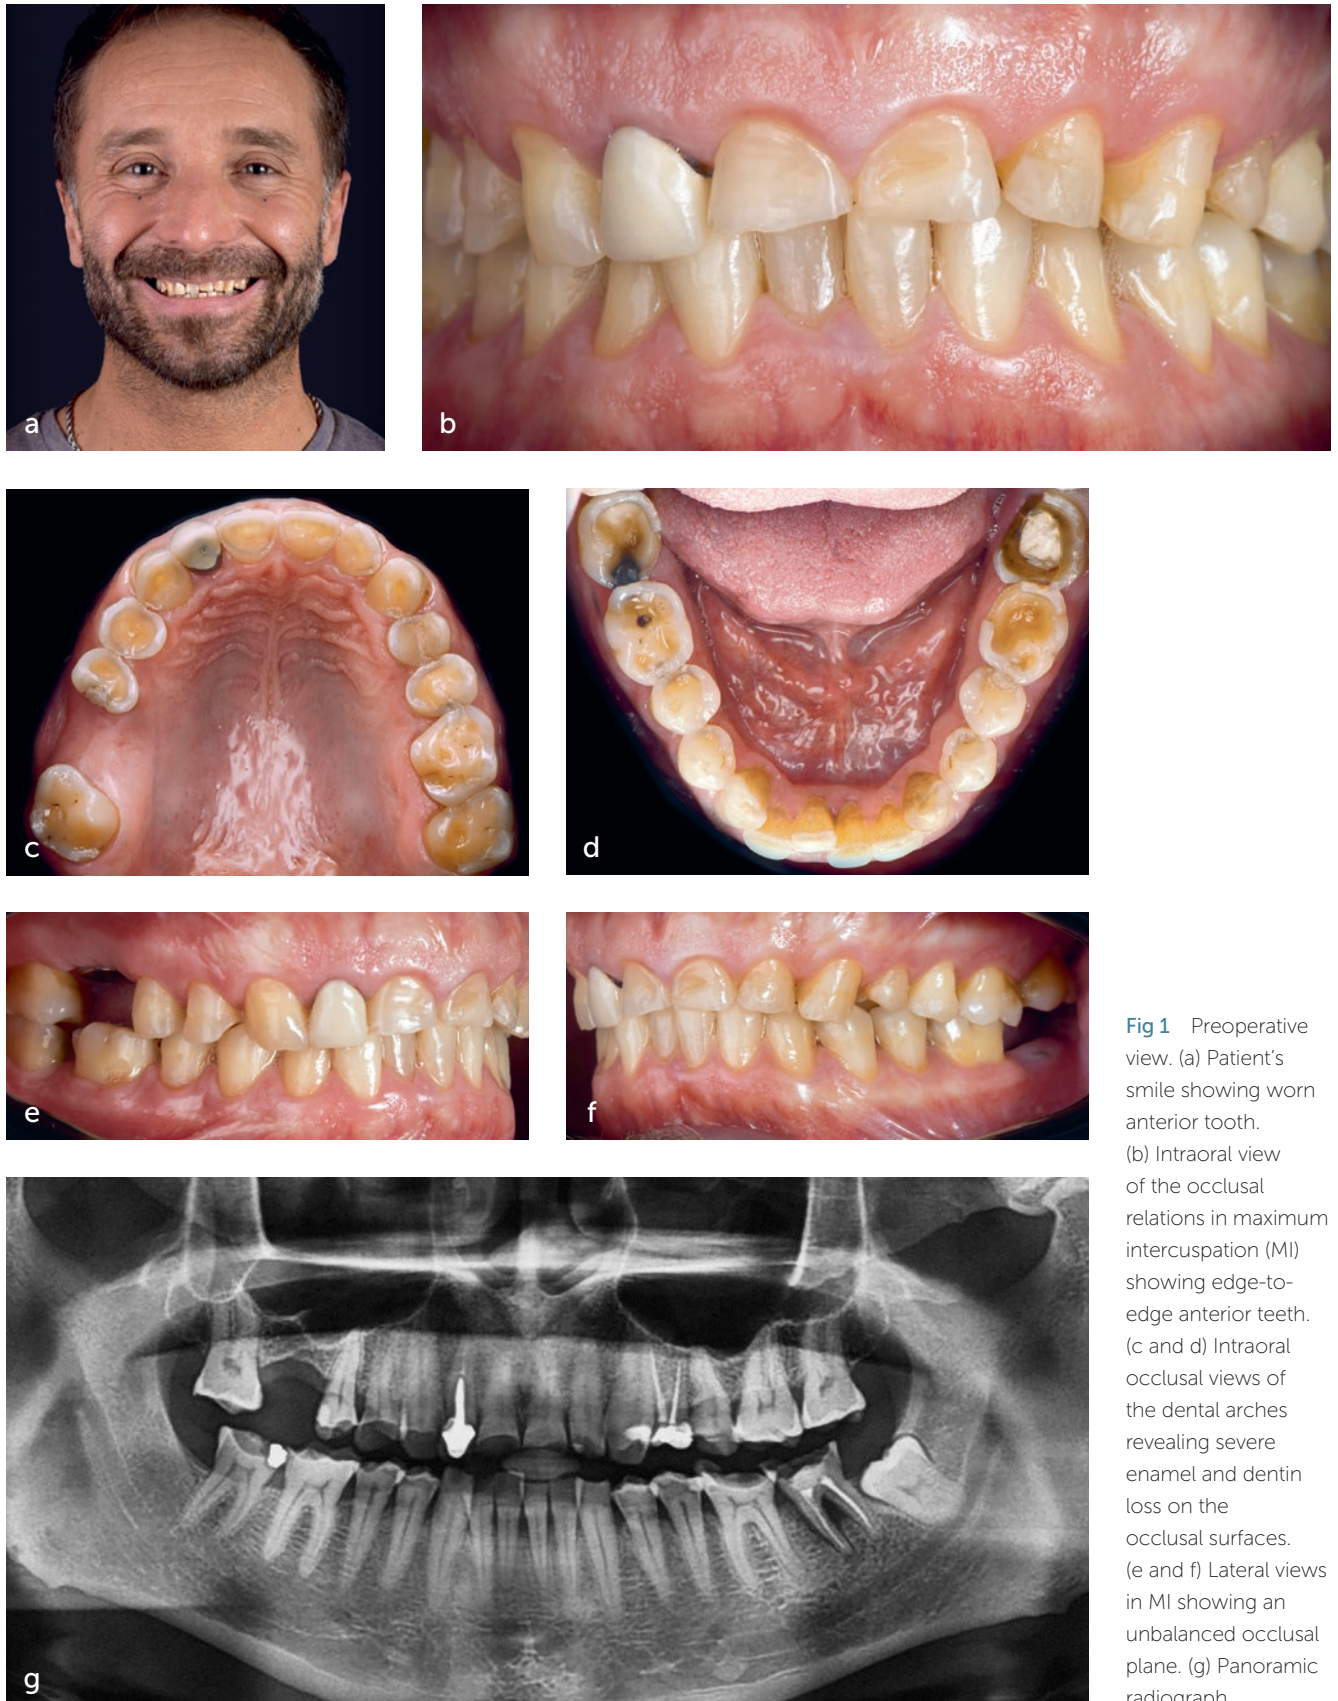 a
b
c
d
e
f
g
Fig 1 Preoperative
view. (a) Patient’s
smile showing worn
anterior tooth.
(b) Intraoral view
of the occlusal
relations in maximum
intercuspation (MI)
showing edge-to-
edge anterior teeth.
(c and d) Intraoral
occlusal views of
the dental arches
revealing severe
enamel and dentin
loss on the
occlusal surfaces.
(e and f) Lateral views
in MI showing an
unbalanced occlusal
plane. (g) Panoramic
radiograph